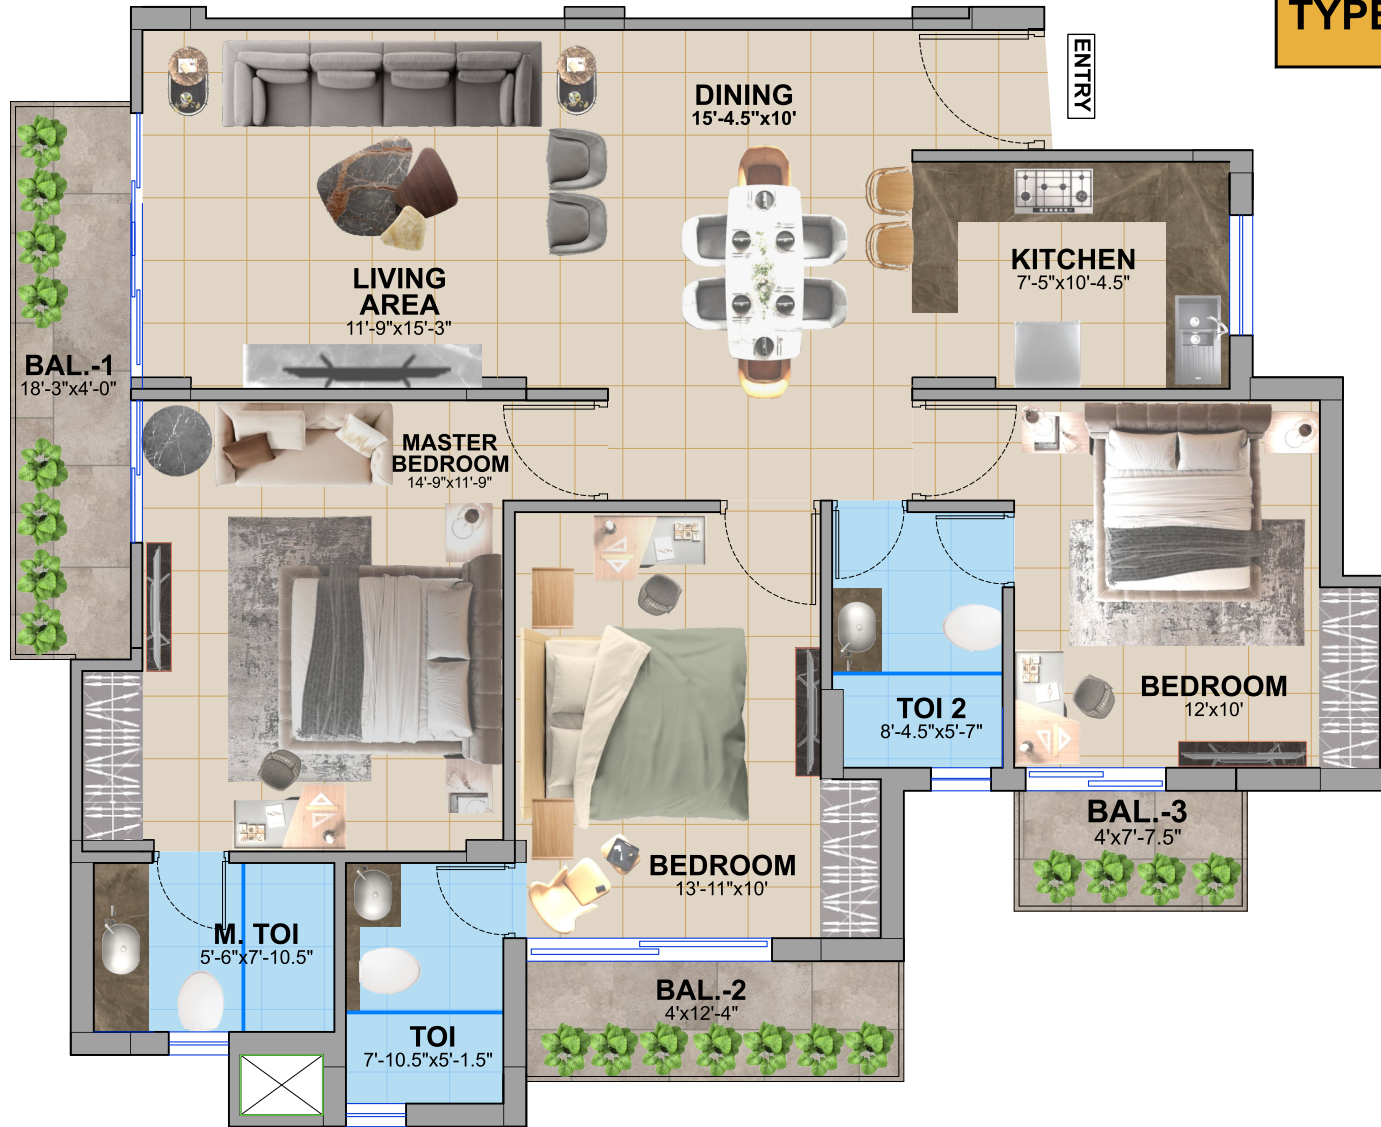 TYPE
ENTRY
DINING
15'-4.5"x10'
KITCHEN
7'-5"x10'-4.5"
LIVING
AREA
11'-9"x15'-3"
BAL.-1
18'-3"x4'-0"
MASTER
BEDROOM
14'-9"x11'-9"
BEDROOM
12'x10'
TOI 2
8'-4.5"x5'-7"
BAL.-3
4'x7'-7.5"
BEDROOM
13'-11"x10'
M. TOI
5'-6"x7'-10.5"
BAL.-2
4'x12'-4"
TOI
7'-10.5"x5'-1.5"